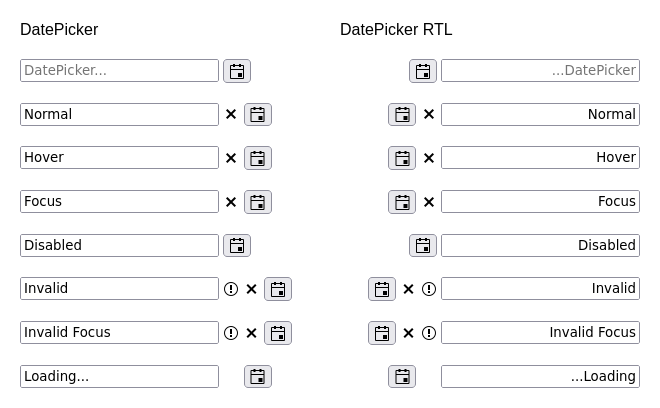 DatePicker
DatePicker RTL
DatePicker...
...DatePicker
Normal
Normal
Hover
Hover
Focus
Focus
Disabled
Disabled
Invalid
Invalid
Invalid Focus
Invalid Focus
Loading...
...Loading